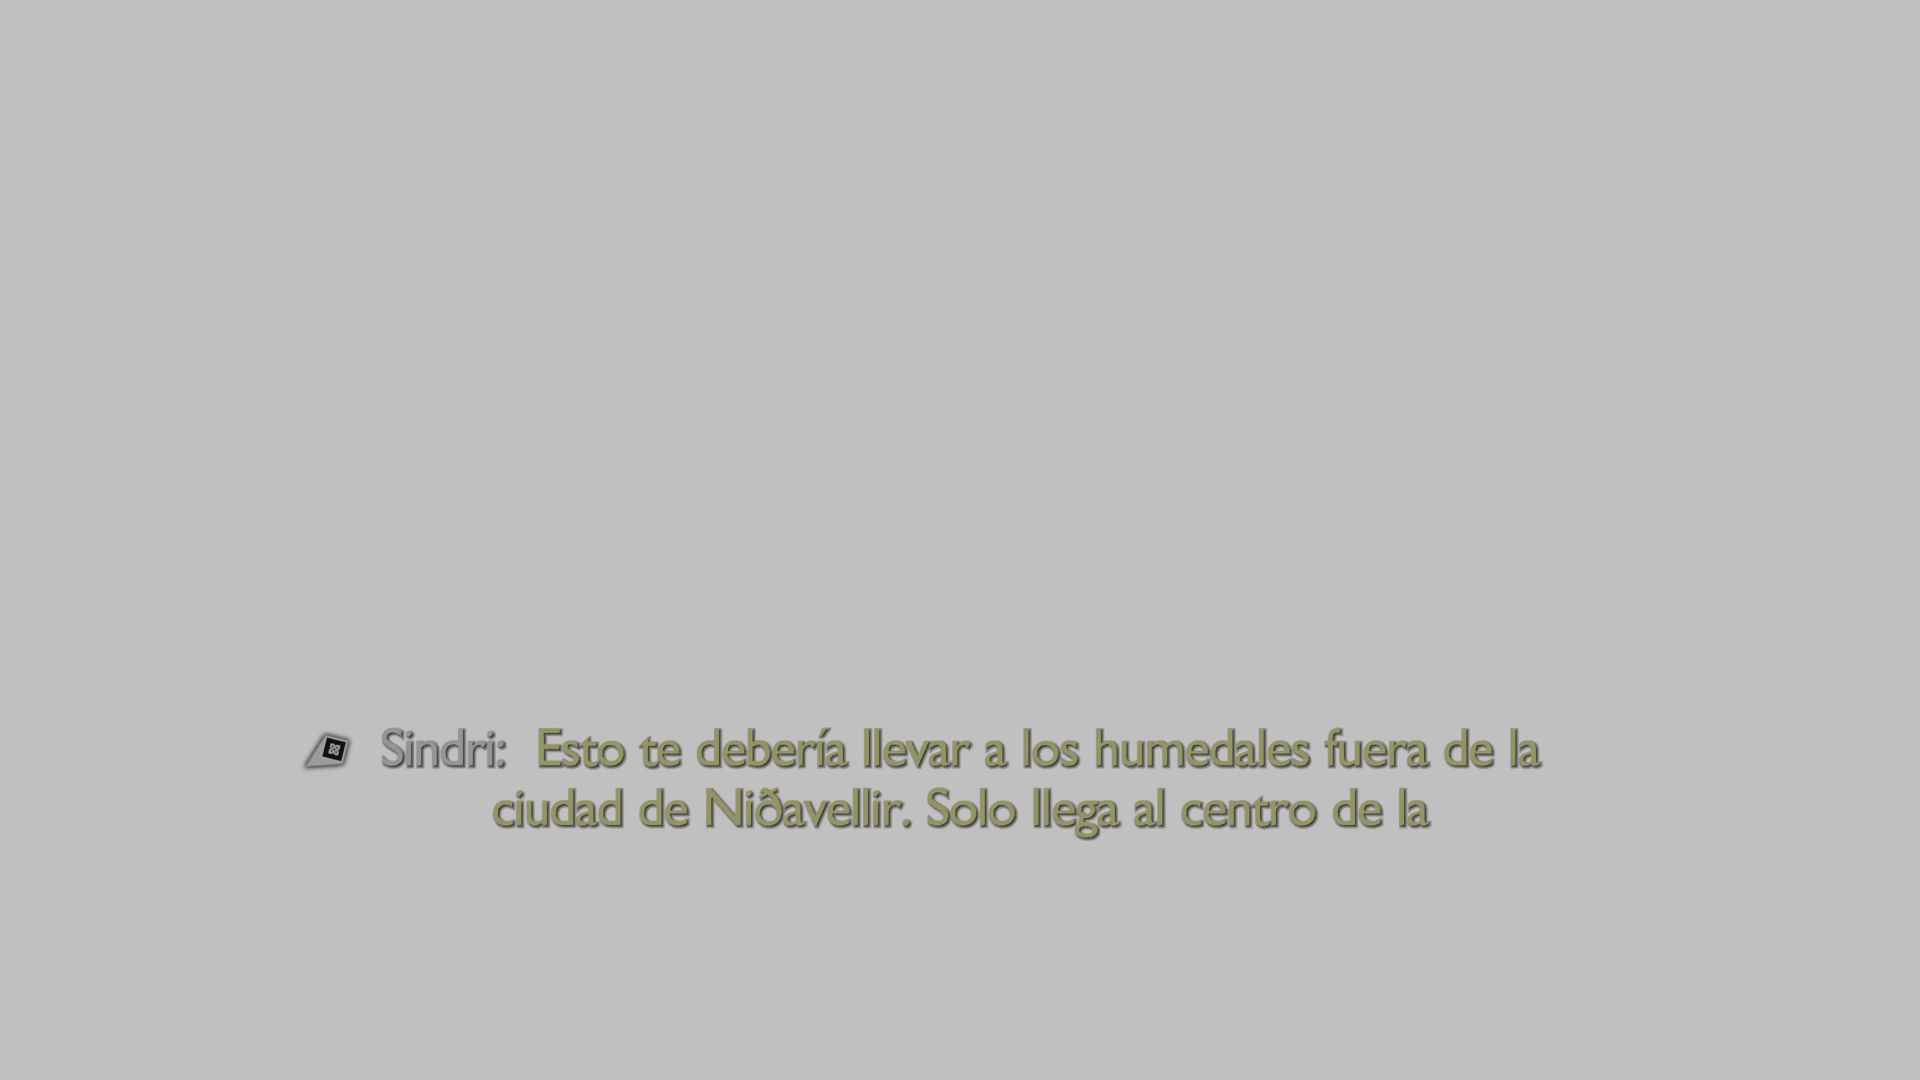 Sindri: Esto te debería llevar a los humedales fuera de la
ciudad de Niðavellir. Solo llega al centro de la